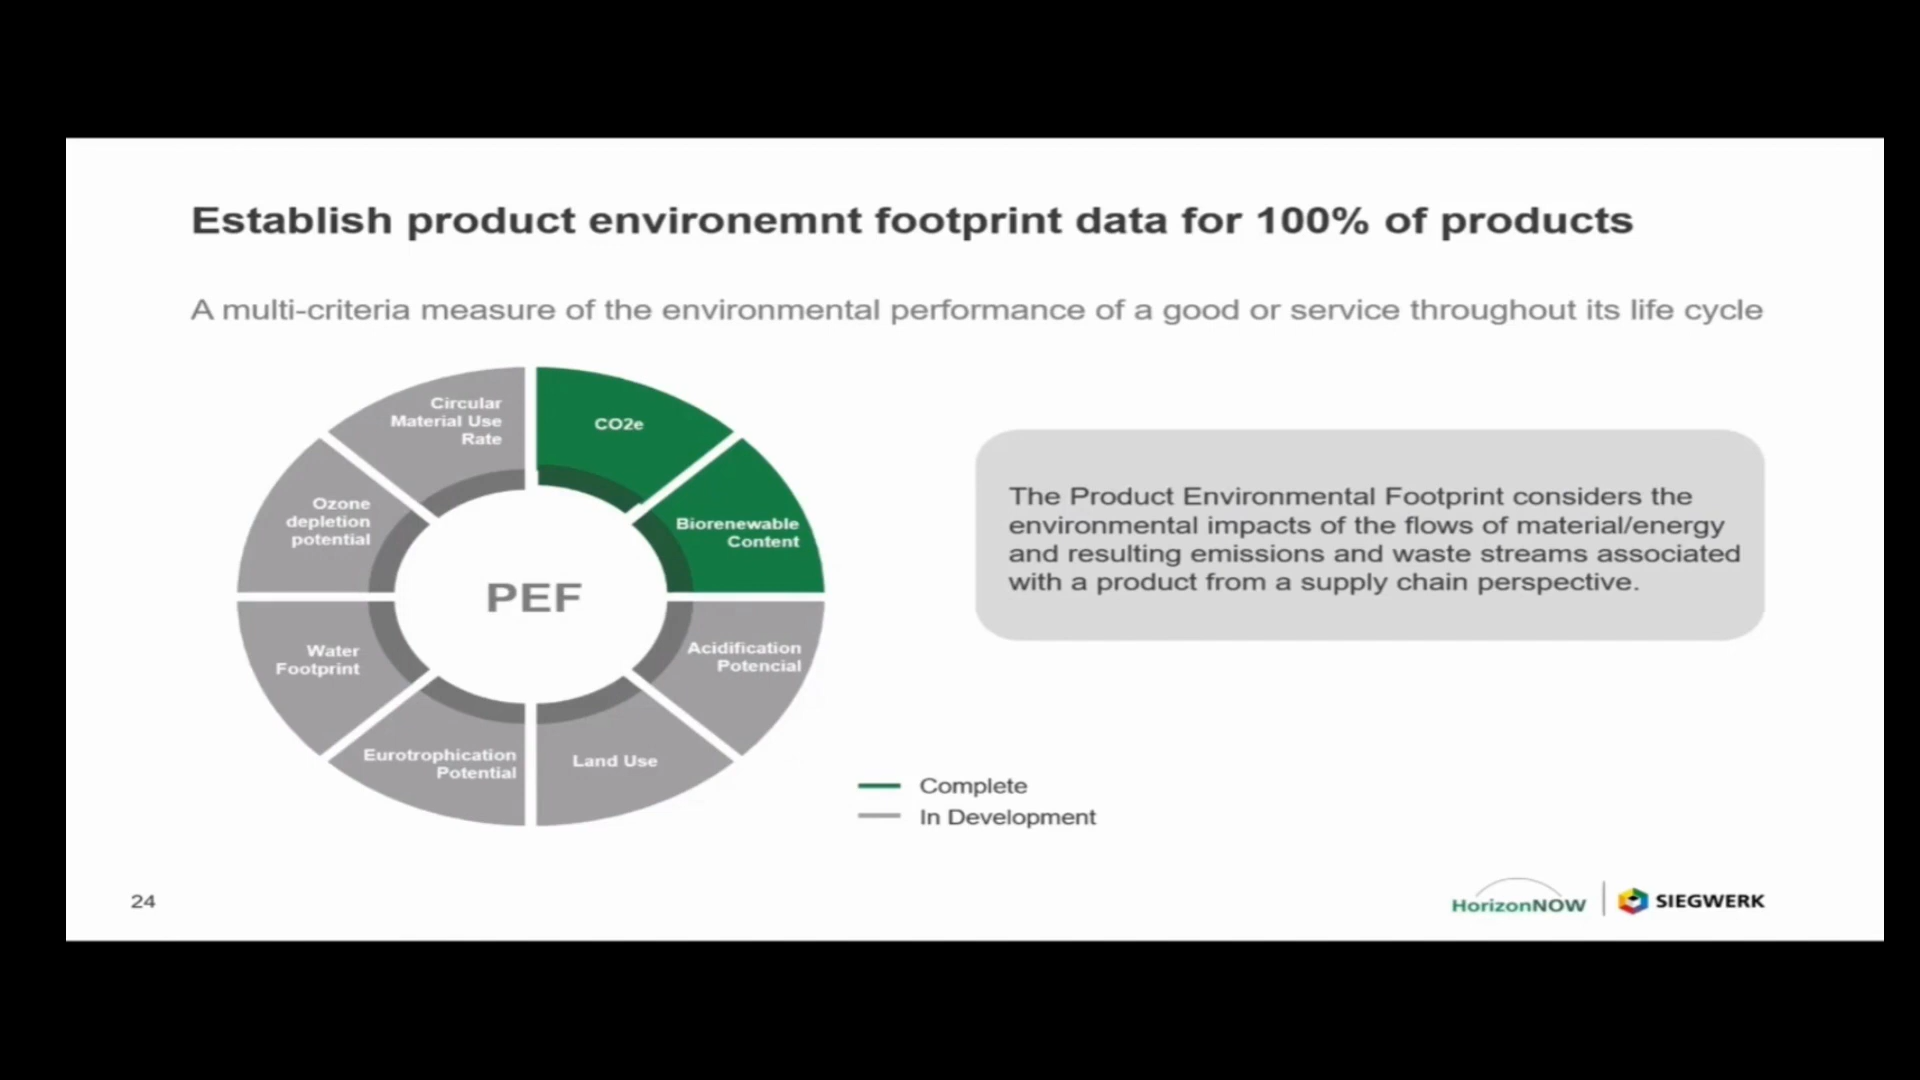 Establish product environemnt footprint data for 100% of products
A multi-criteria measure of the environmental performance of a good or service throughout its life cycle
Circular
Material Use
Rate
CO2e
Ozone
depletion
potential
Biorenewable
Content
PEF
Water
Footprint
Acidification
Potencial
Eurotrophication
Potential
Land Use
The Product Environmental Footprint considers the
environmental impacts of the flows of material/energy
and resulting emissions and waste streams associated
with a product from a supply chain perspective.
Complete
In Development
24
HorizonNOW
SIEGWERK